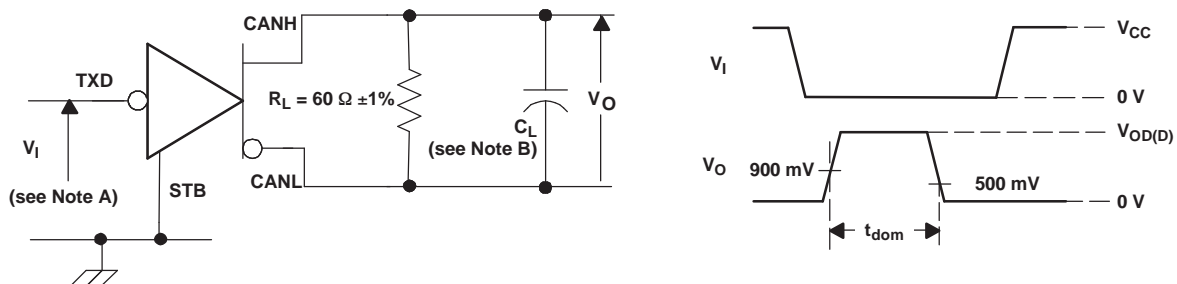 CANH
TXD
R_L = 60 Ω ±1%
C_L
(see Note B)
V_O
V_I
(see Note A)
STB
CANL
V_I
V_CC
0 V
V_OD(D)
V_O
900 mV
500 mV
0 V
t_dom